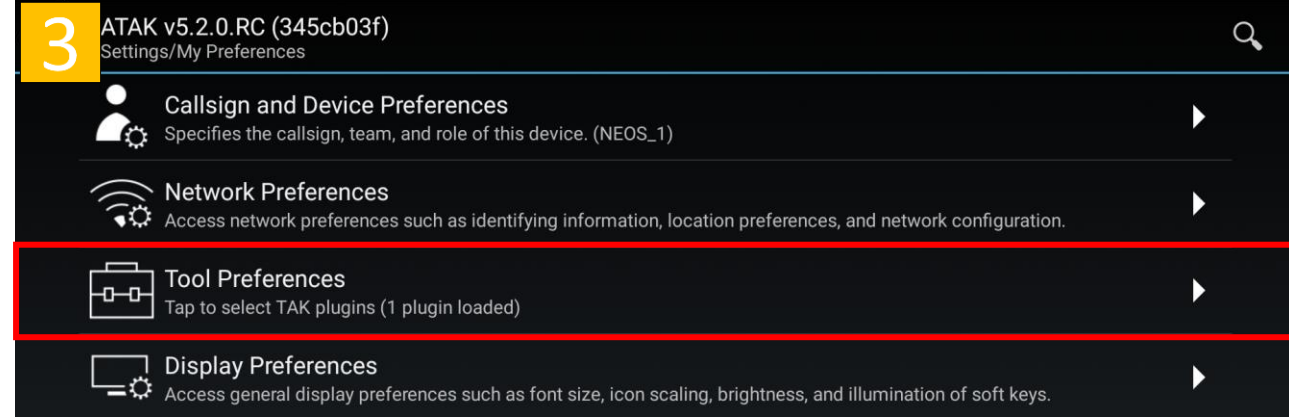 3
ATAK v5.2.0.RC (345cb03f)
Settings/My Preferences
Callsign and Device Preferences
Specifies the callsign, team, and role of this device. (NEOS_1)
Network Preferences
Access network preferences such as identifying information, location preferences, and network configuration.
Tool Preferences
Tap to select TAK plugins (1 plugin loaded)
Display Preferences
Access general display preferences such as font size, icon scaling, brightness, and illumination of soft keys.